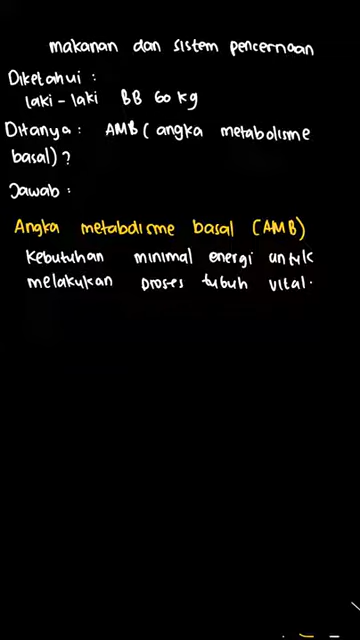 makanan dan sistem pencernaan
Diketahui :
laki - laki BB 60 kg
Ditanya : AMB ( angka metabolisme
basal) ?
Jawab :
Angka metabolisme basal (AMB)
Kebutuhan minimal energi untuk
melakukan proses tubuh vital.